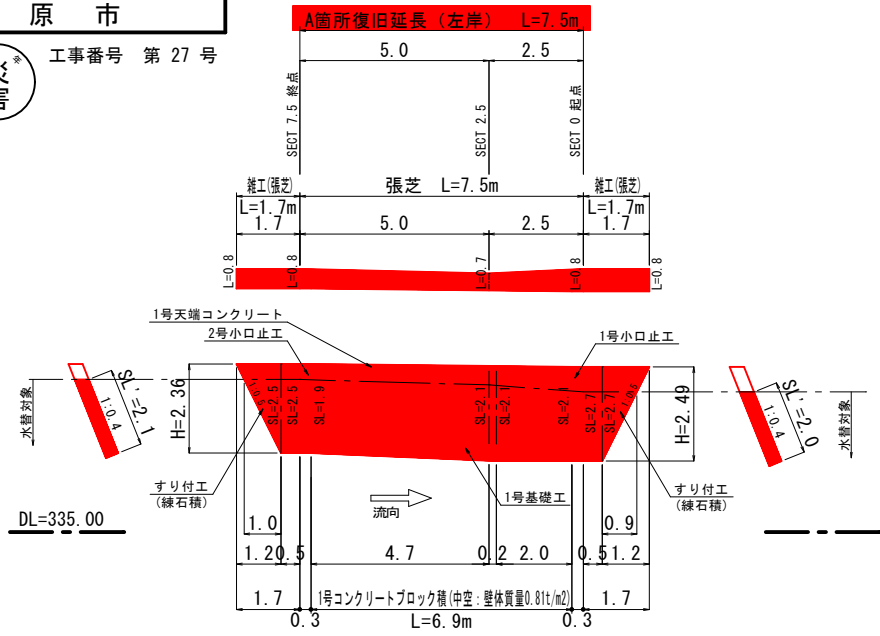 原 市
工事番号 第 27 号
災害
A箇所復旧延長 (左岸) L=7.5m
5.0 2.5
SECT 7.5 終点
SECT 2.5
SECT 0 起点
雑工(張芝) 張芝 L=7.5m 雑工(張芝)
L=1.7m L=1.7m
1.7 5.0 2.5 1.7
L=0.8 L=0.8 L=0.7 L=0.8 L=0.8
1号天端コンクリート
2号小口止工 1号小口止工
水替対象 1:0.4 SL'=2.1 H=2.36 1:0.5 SL=2.5 SL=2.5 SL=1.9 SL=2.1 SL=2.7 SL=2.7 1:0.5 H=2.49 1:0.4 SL'=2.0 水替対象
すり付工
(練石積)
1号基礎工
すり付工
(練石積)
流向
DL=335.00
1.0 0.9
1.2 0.5 4.7 0.2 2.0 0.5 1.2
1.7 1号コンクリートブロック積(中空:壁体質量0.81t/m2) 1.7
0.3 L=6.9m 0.3